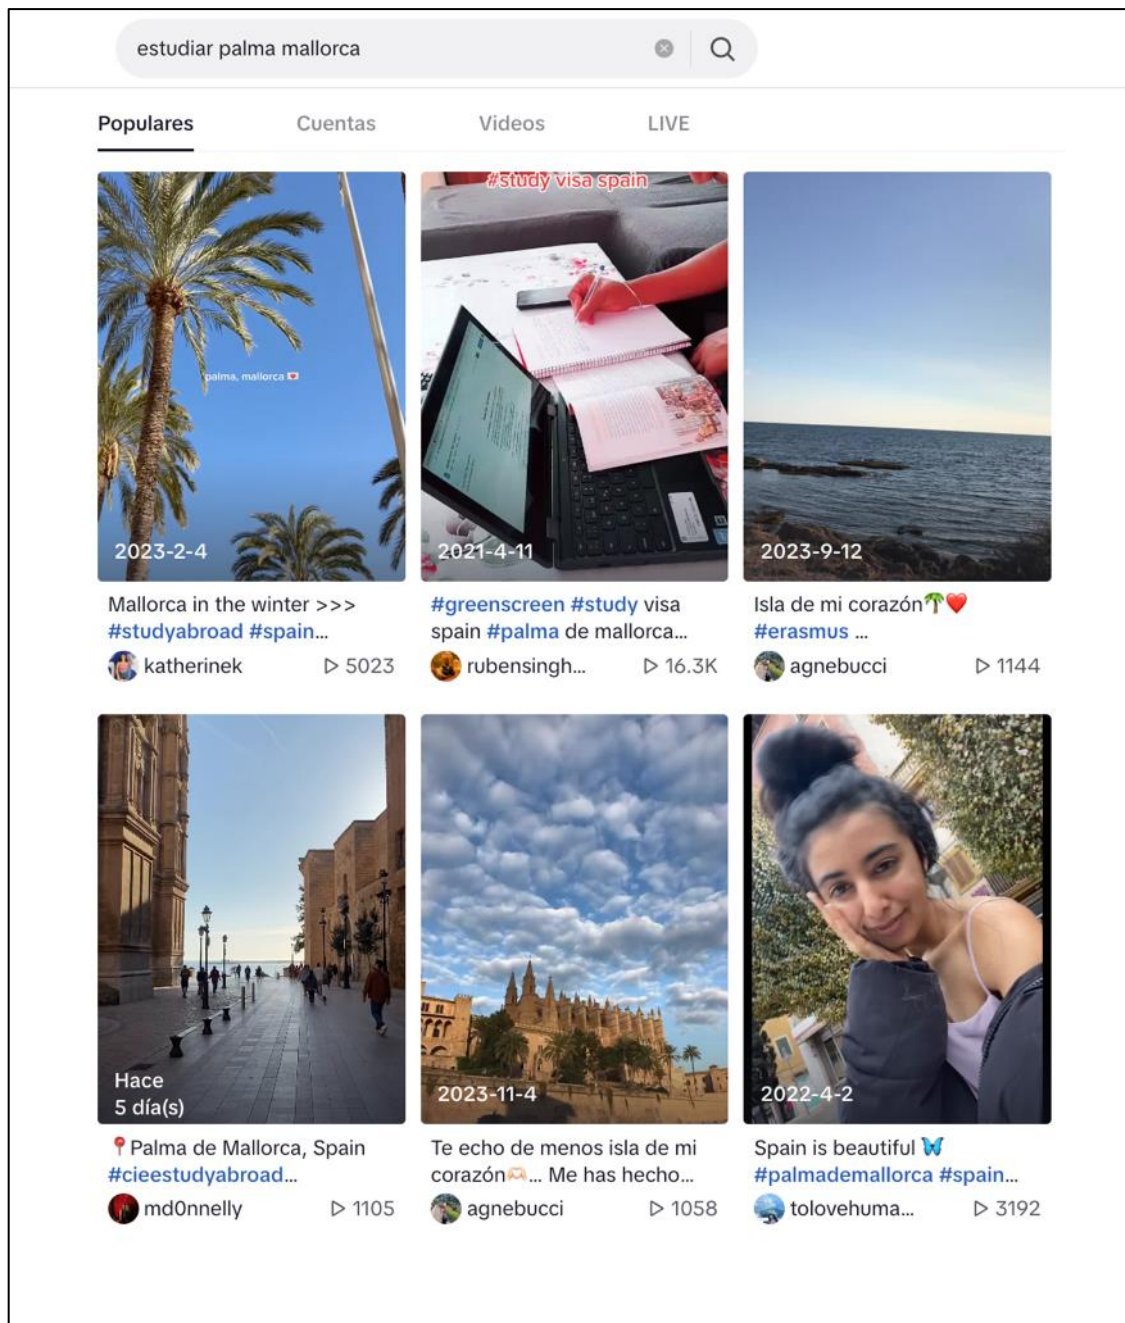 estudiar palma mallorca
Populares Cuentas Videos LIVE
#study visa spain
palma, mallorca 💌
2023-2-4 2021-4-11 2023-9-12
Mallorca in the winter >>>
#studyabroad #spain...
katherinek 5023
#greenscreen #study visa
spain #palma de mallorca...
rubensingh... 16.3K
Isla de mi corazón🌴❤️
#erasmus ...
agnebucci 1144
Hace
5 día(s)
2023-11-4
2022-4-2
📍Palma de Mallorca, Spain
#cieestudyabroad...
md0nnelly 1105
Te echo de menos isla de mi
corazón🫶🏻... Me has hecho...
agnebucci 1058
Spain is beautiful 🦋
#palmademallorca #spain...
tolovehuma... 3192